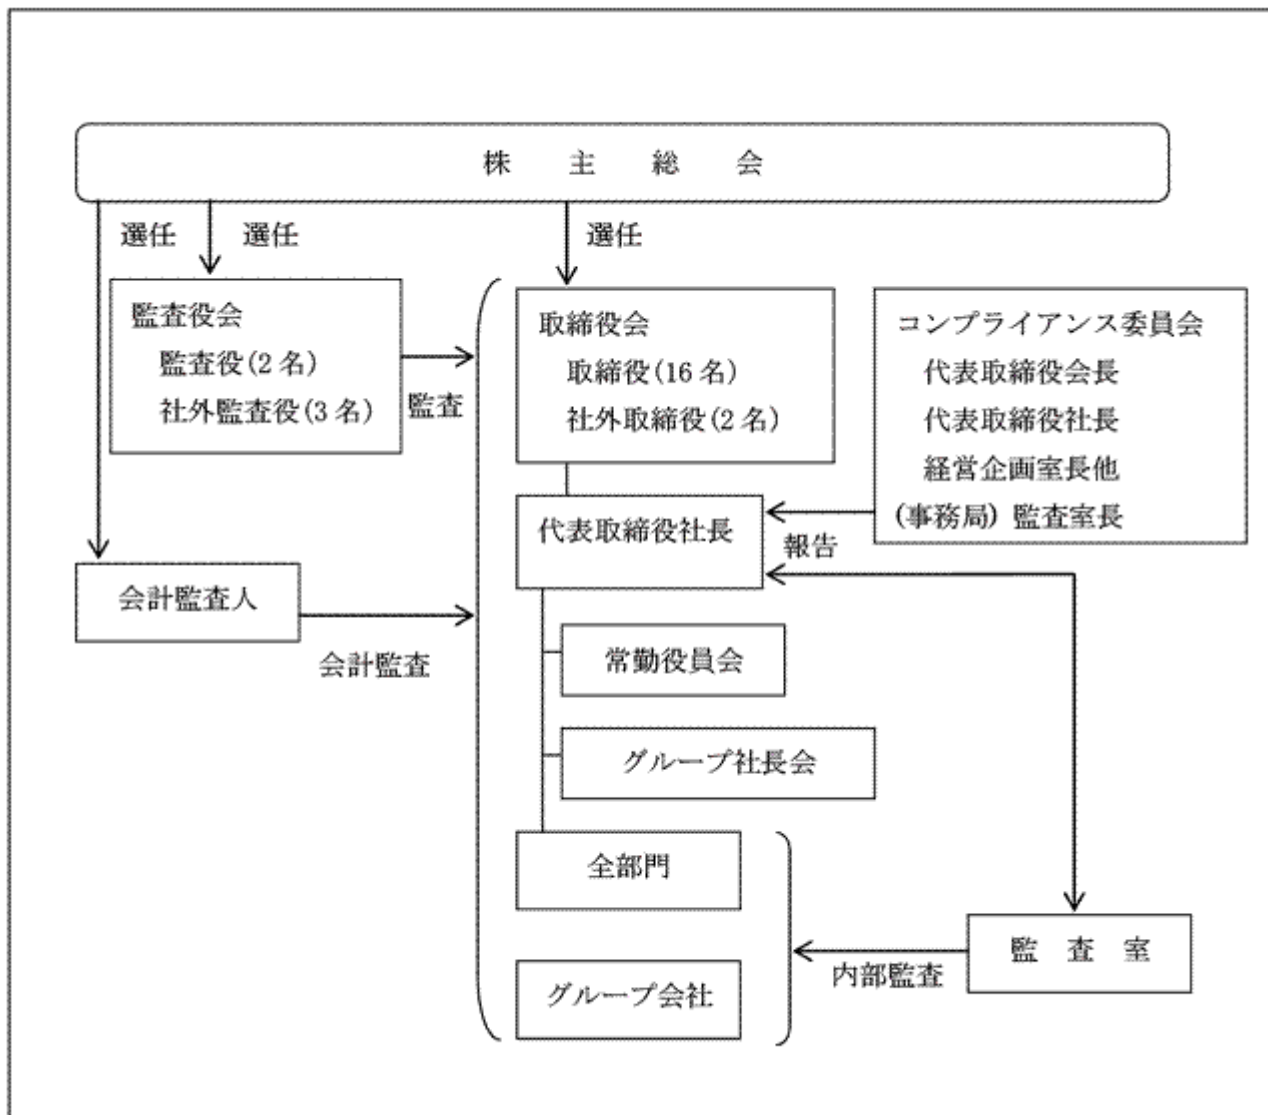 株　主　総　会
選任
選任
選任
監査役会
監査役(2名)
社外監査役(3名)
監査
取締役会
取締役(16名)
社外取締役(2名)
コンプライアンス委員会
代表取締役会長
代表取締役社長
経営企画室長他
(事務局) 監査室長
代表取締役社長
報告
会計監査人
会計監査
常勤役員会
グループ社長会
全部門
グループ会社
内部監査
監　査　室